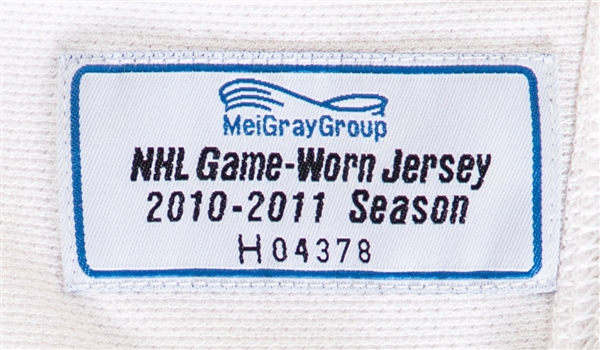 MeiGrayGroup
NHL Game-Worn Jersey
2010-2011 Season
H04378